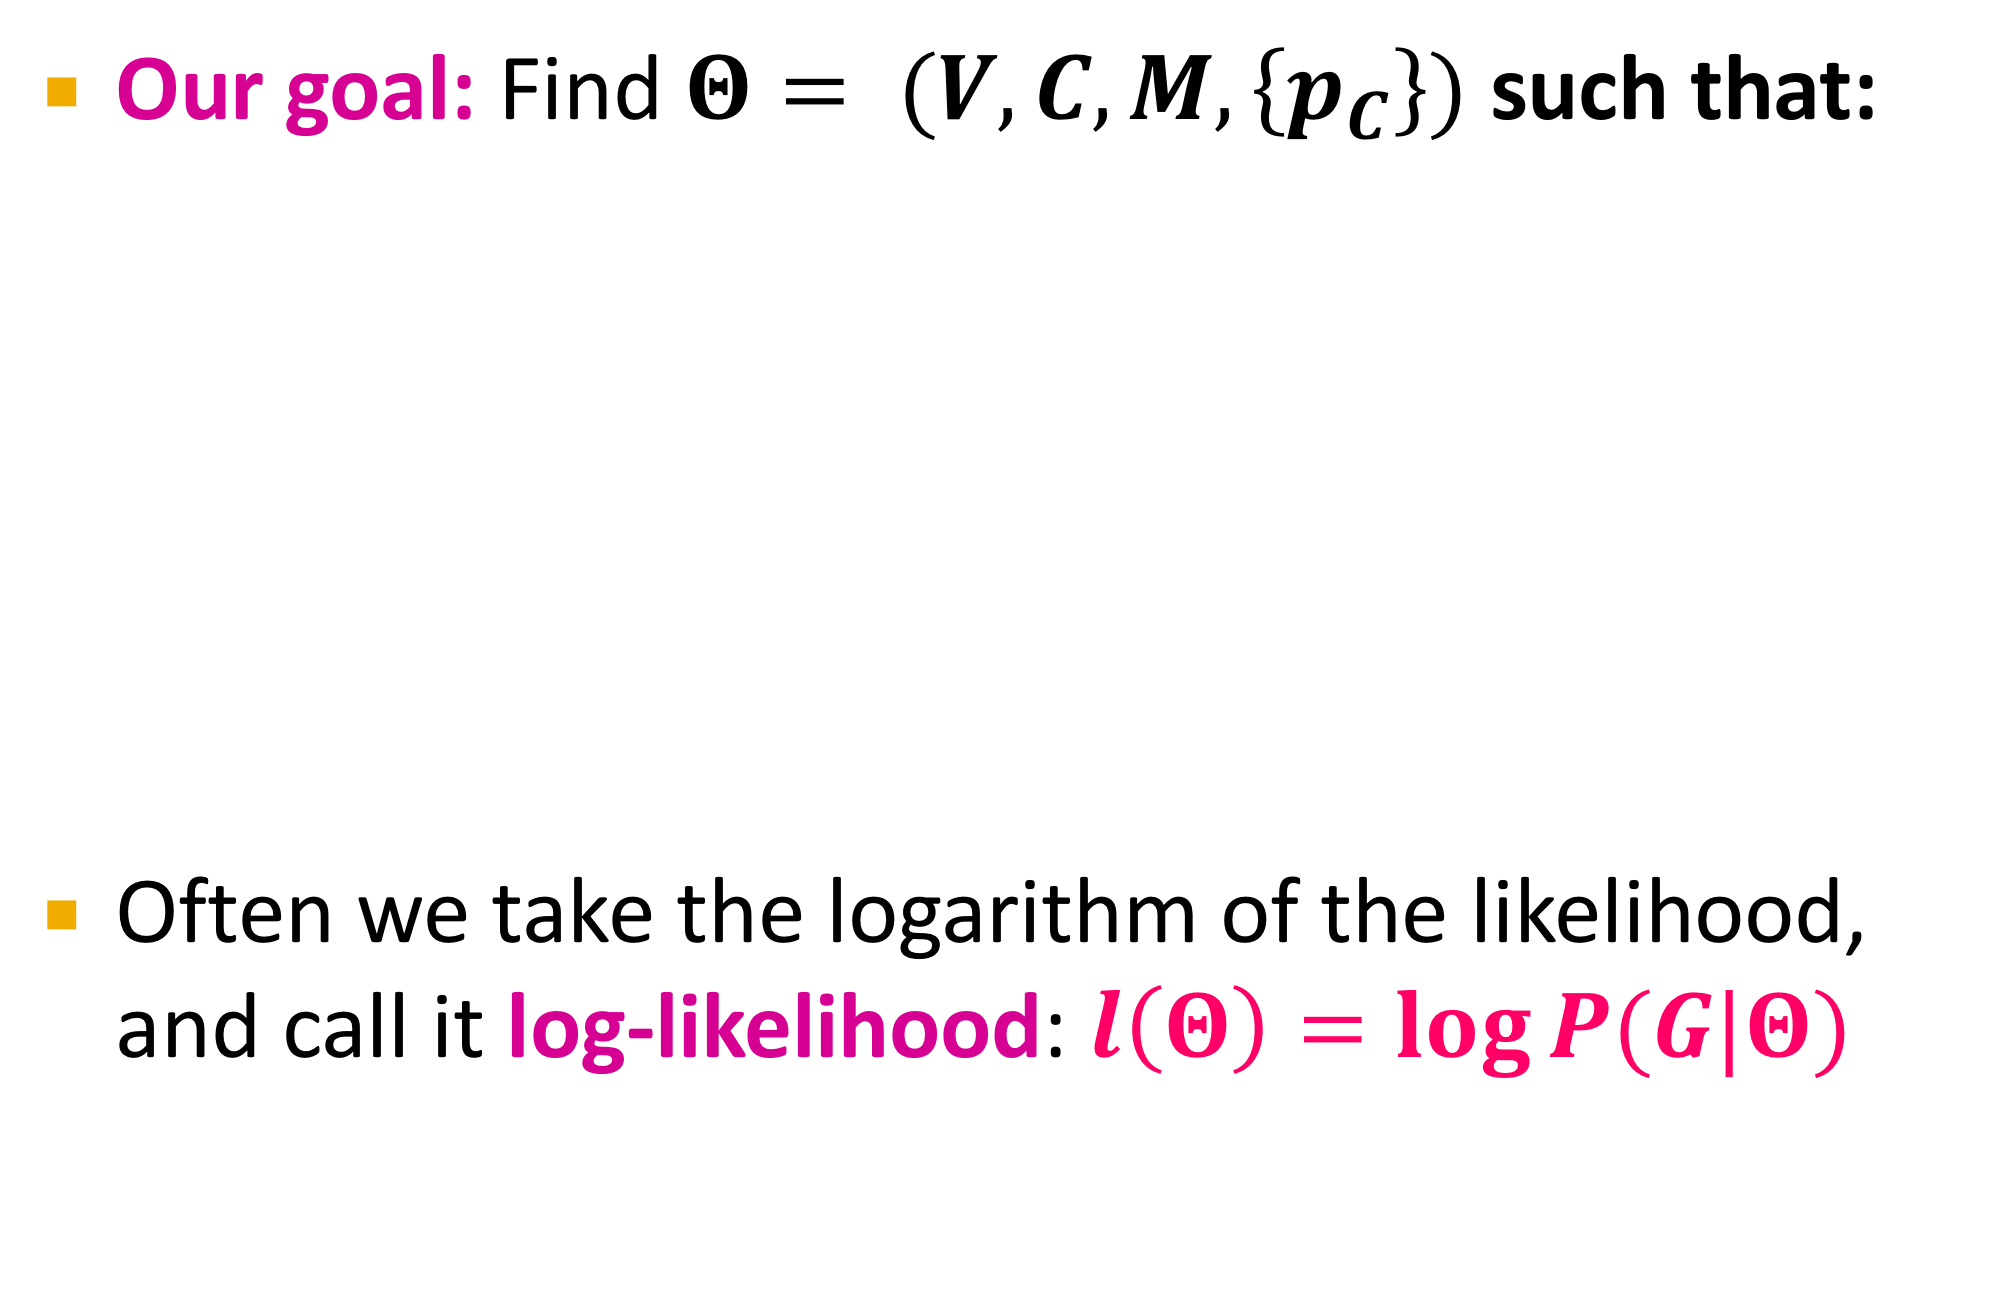 Our goal: Find Θ = (V, C, M, {p_C}) such that:
Often we take the logarithm of the likelihood,
and call it log-likelihood: l(Θ) = log P(G|Θ)